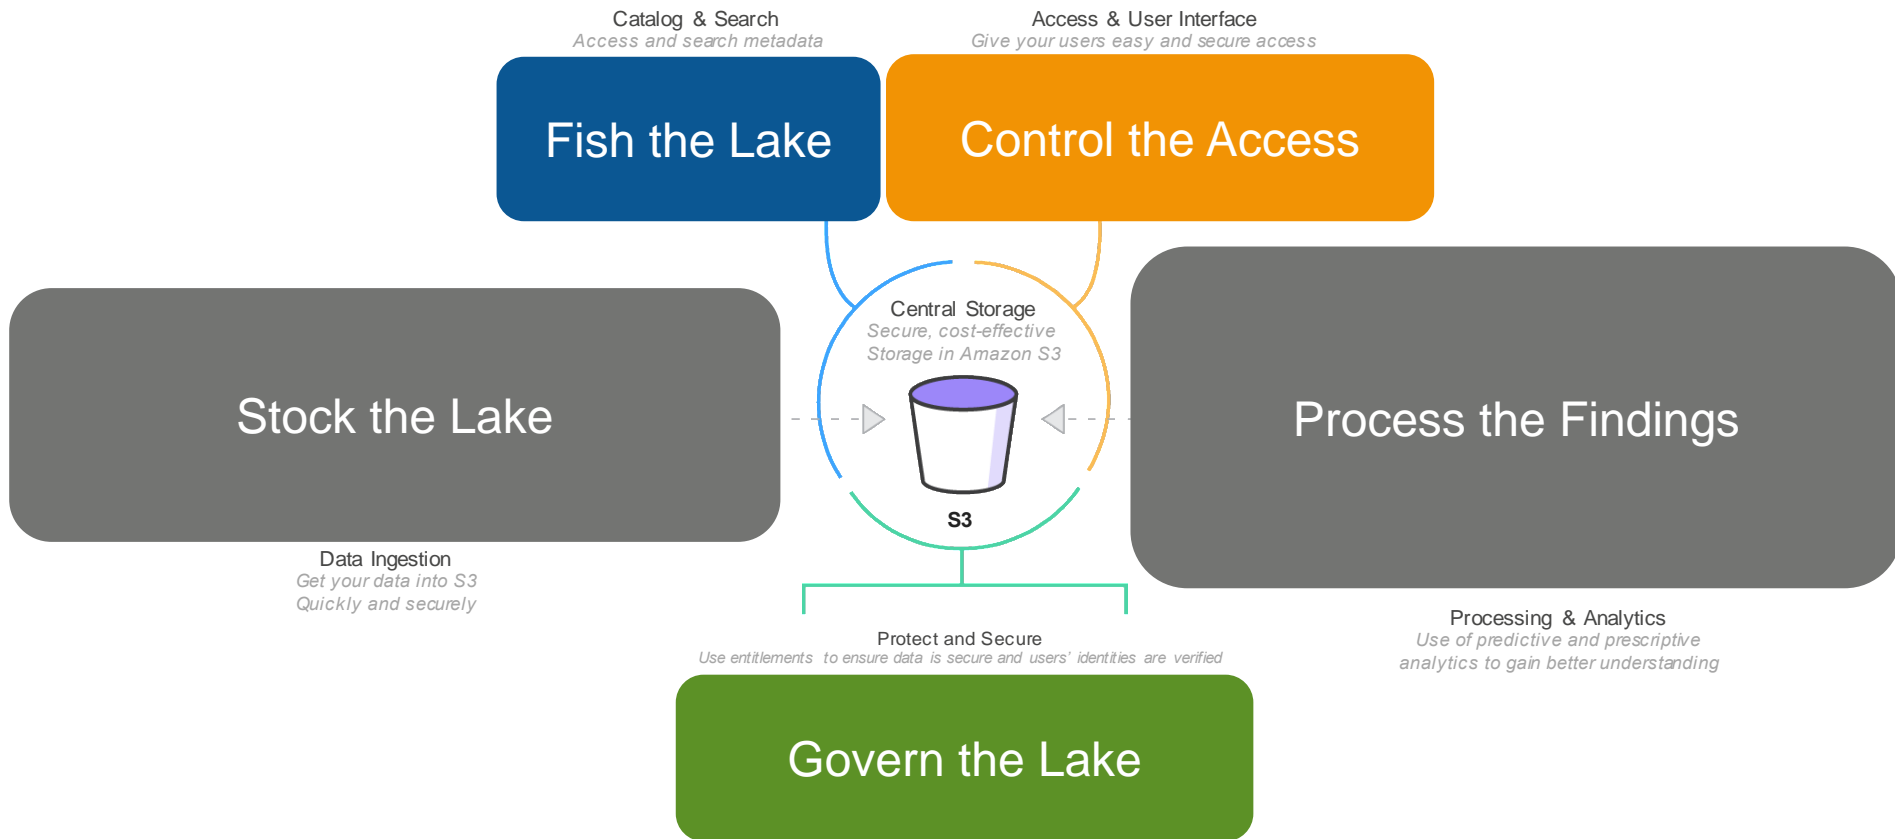 Catalog & Search
Access and search metadata
Access & User Interface
Give your users easy and secure access
Fish the Lake
Control the Access
Central Storage
Secure, cost-effective
Storage in Amazon S3
Stock the Lake
Process the Findings
S3
Data Ingestion
Get your data into S3
Quickly and securely
Processing & Analytics
Use of predictive and prescriptive
analytics to gain better understanding
Protect and Secure
Use entitlements to ensure data is secure and users' identities are verified
Govern the Lake